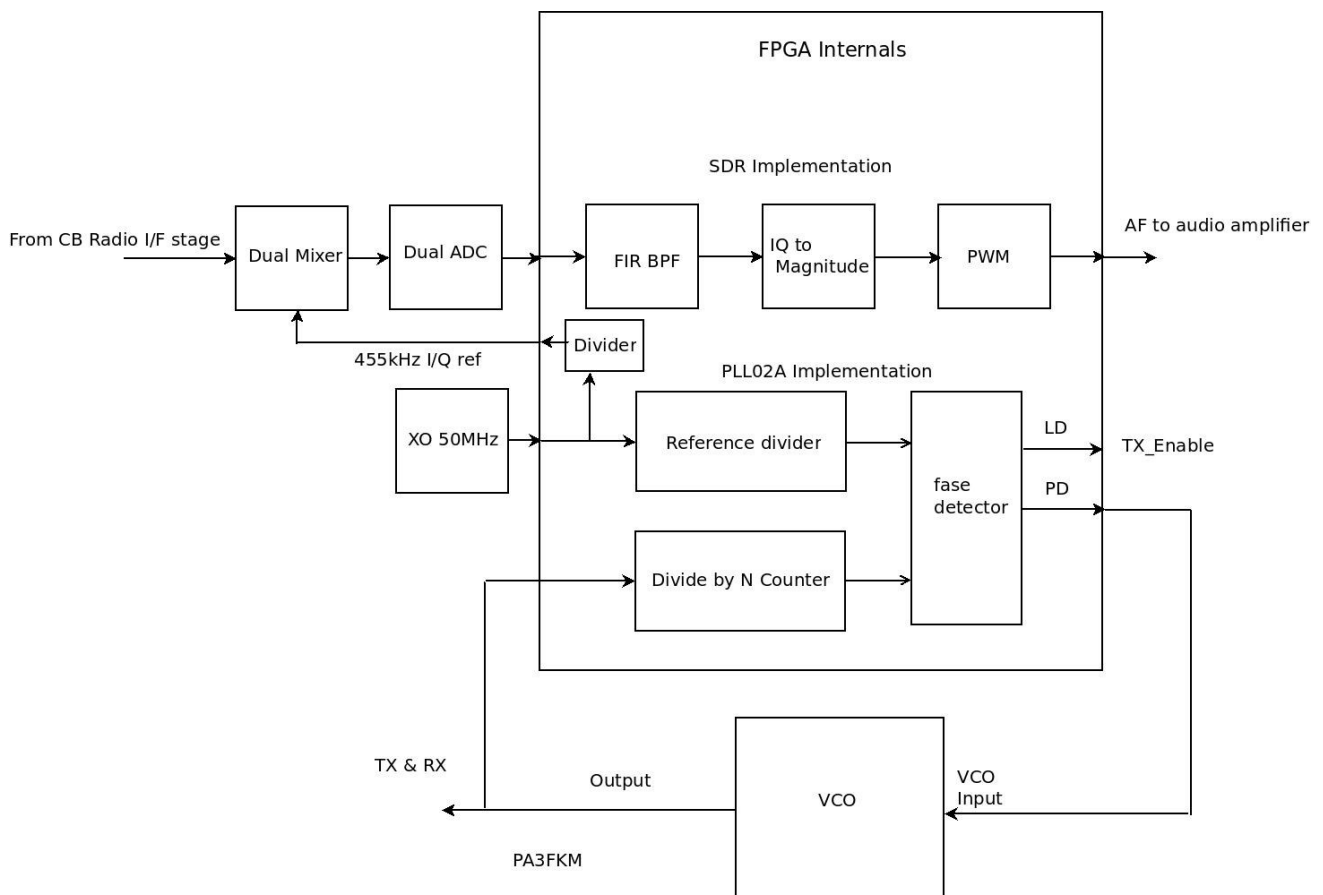 FPGA Internals
SDR Implementation
From CB Radio I/F stage
Dual Mixer
Dual ADC
FIR BPF
IQ to
Magnitude
PWM
AF to audio amplifier
Divider
455kHz I/Q ref
PLL02A Implementation
XO 50MHz
Reference divider
fase
detector
LD
TX_Enable
PD
Divide by N Counter
TX & RX
Output
VCO
VCO
Input
PA3FKM